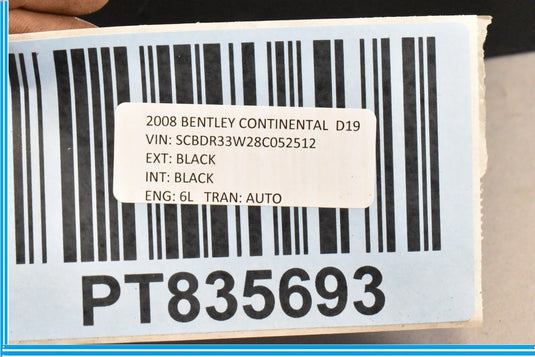 2008 BENTLEY CONTINENTAL D19
VIN: SCBDR33W28C052512
EXT: BLACK
INT: BLACK
ENG: 6L TRAN: AUTO
PT835693